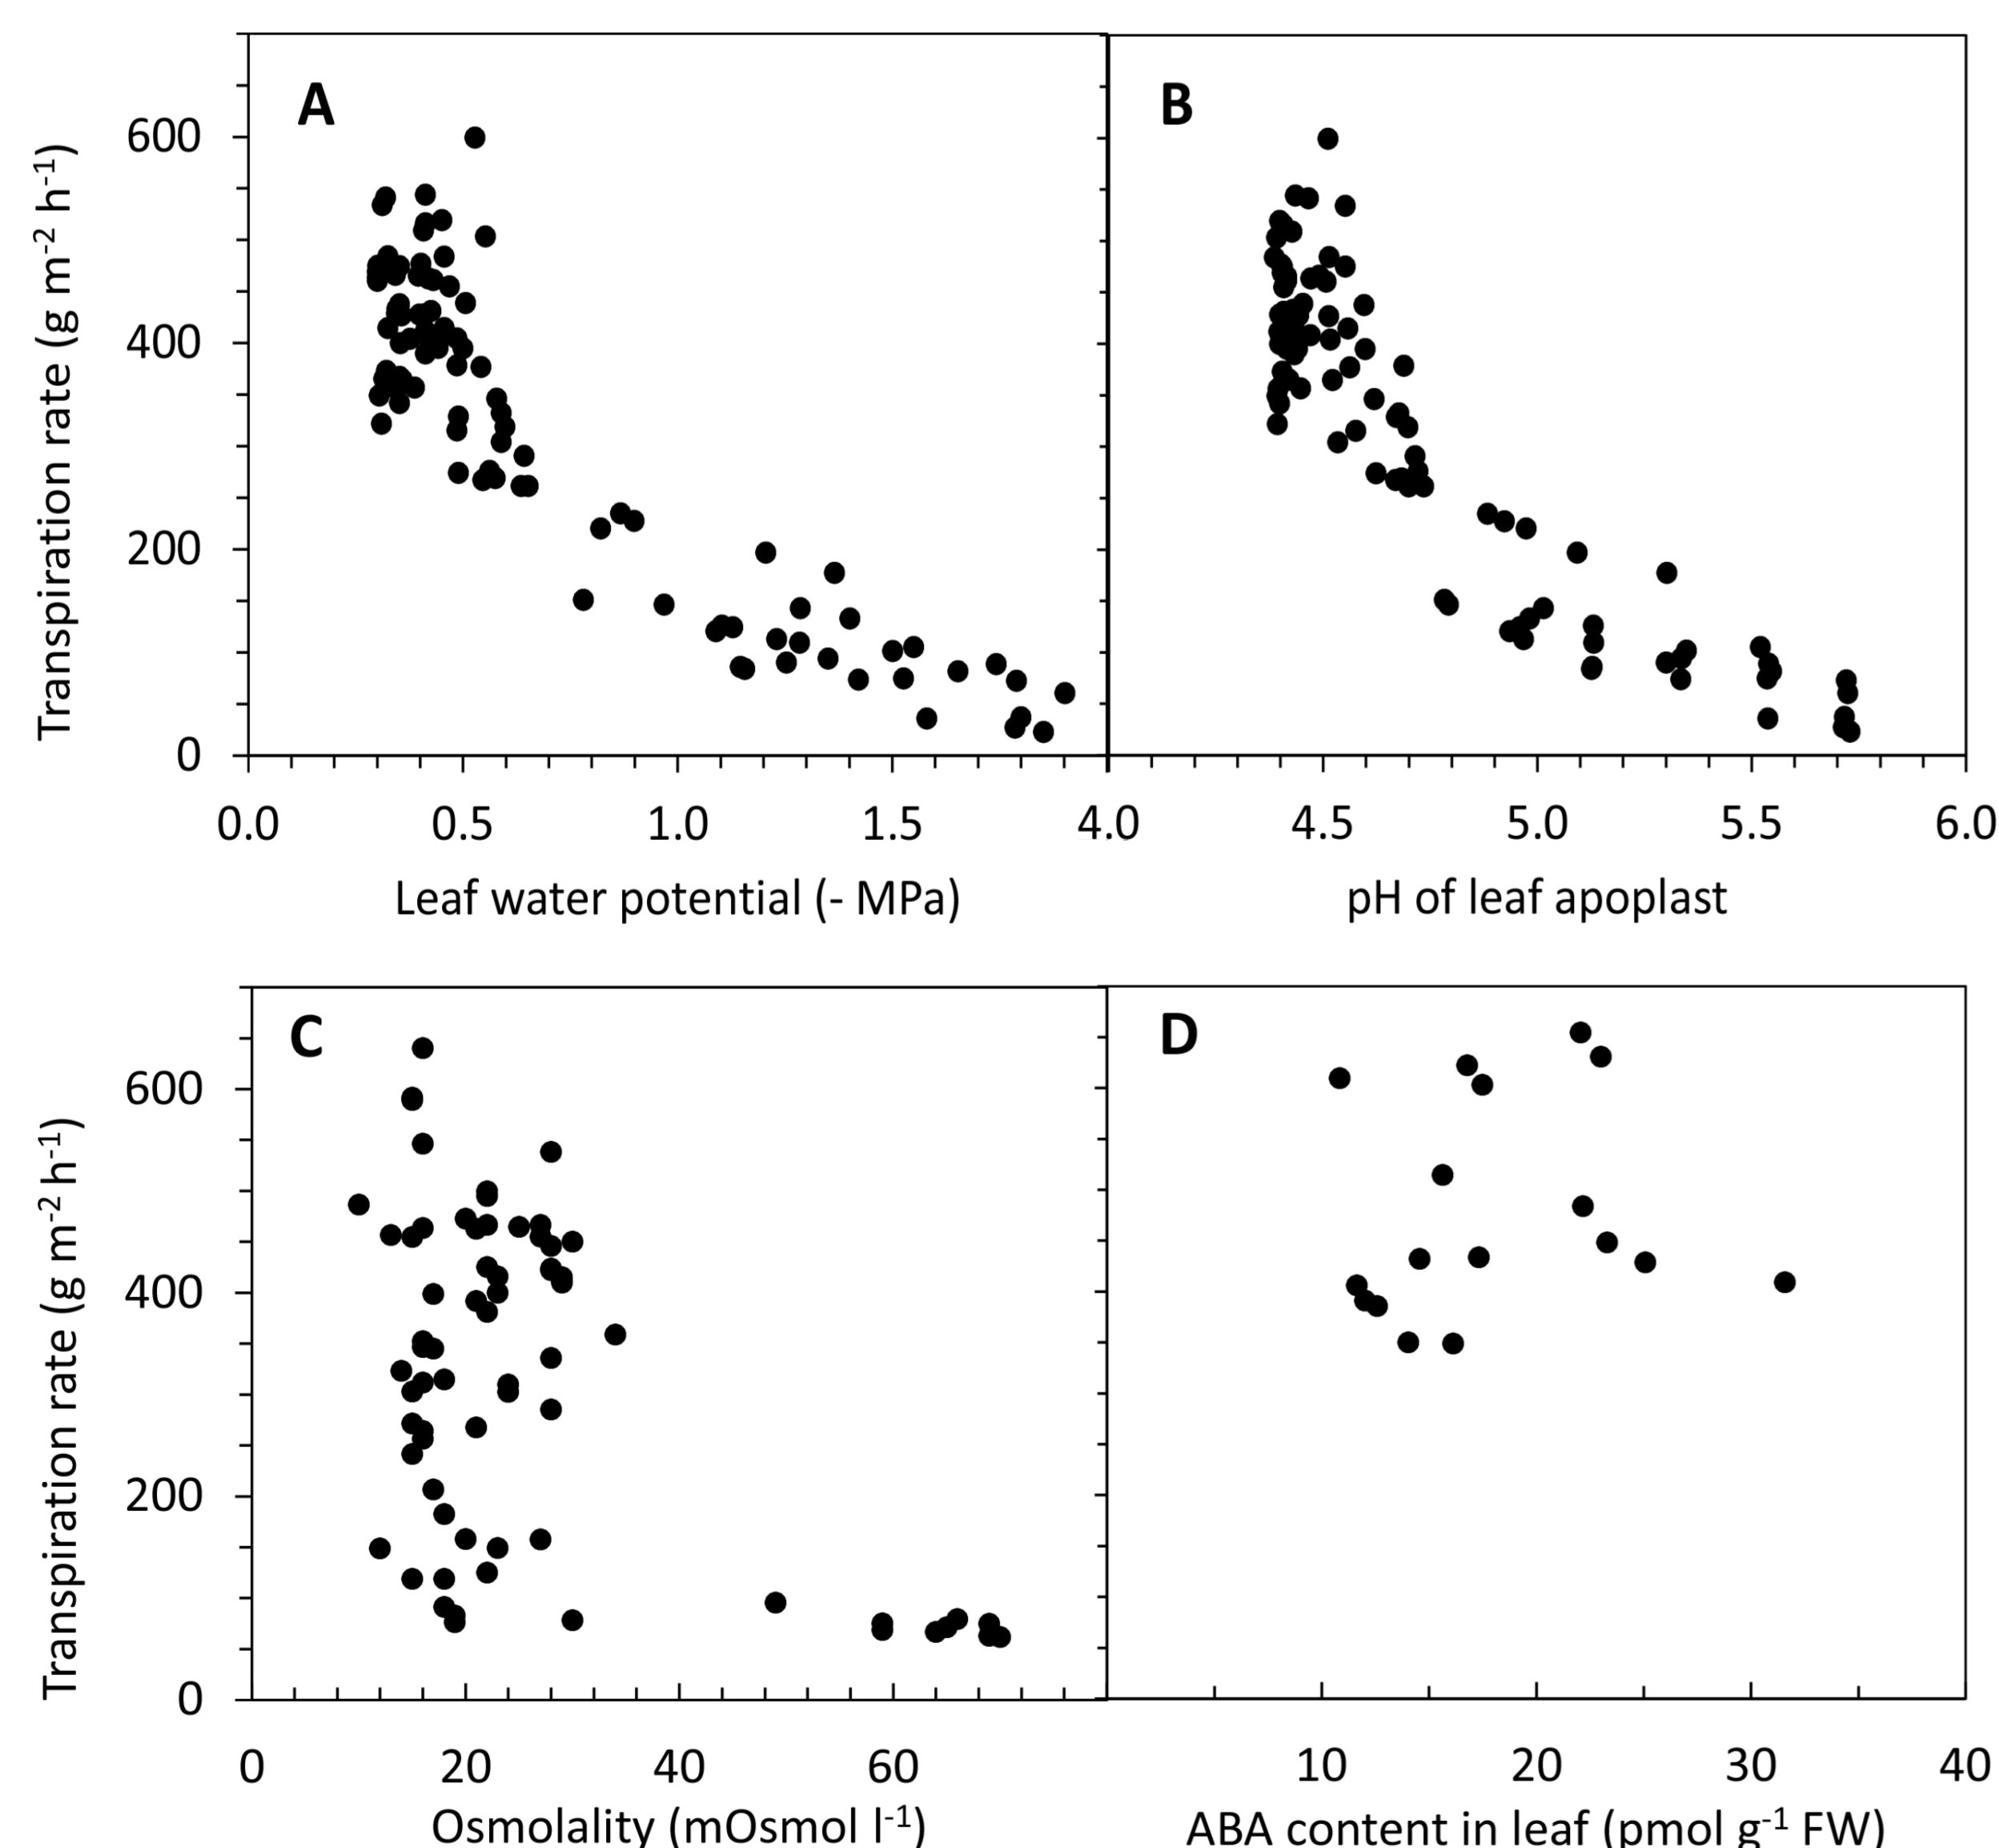 A
B
Transpiration rate (g m-2 h-1)
600
400
200
0
0.0 0.5 1.0 1.5 4.0 4.5 5.0 5.5 6.0
Leaf water potential (- MPa)
pH of leaf apoplast
C
D
Transpiration rate (g m-2 h-1)
600
400
200
0
0 20 40 60 10 20 30 40
Osmolality (mOsmol l-1)
ABA content in leaf (pmol g-1 FW)